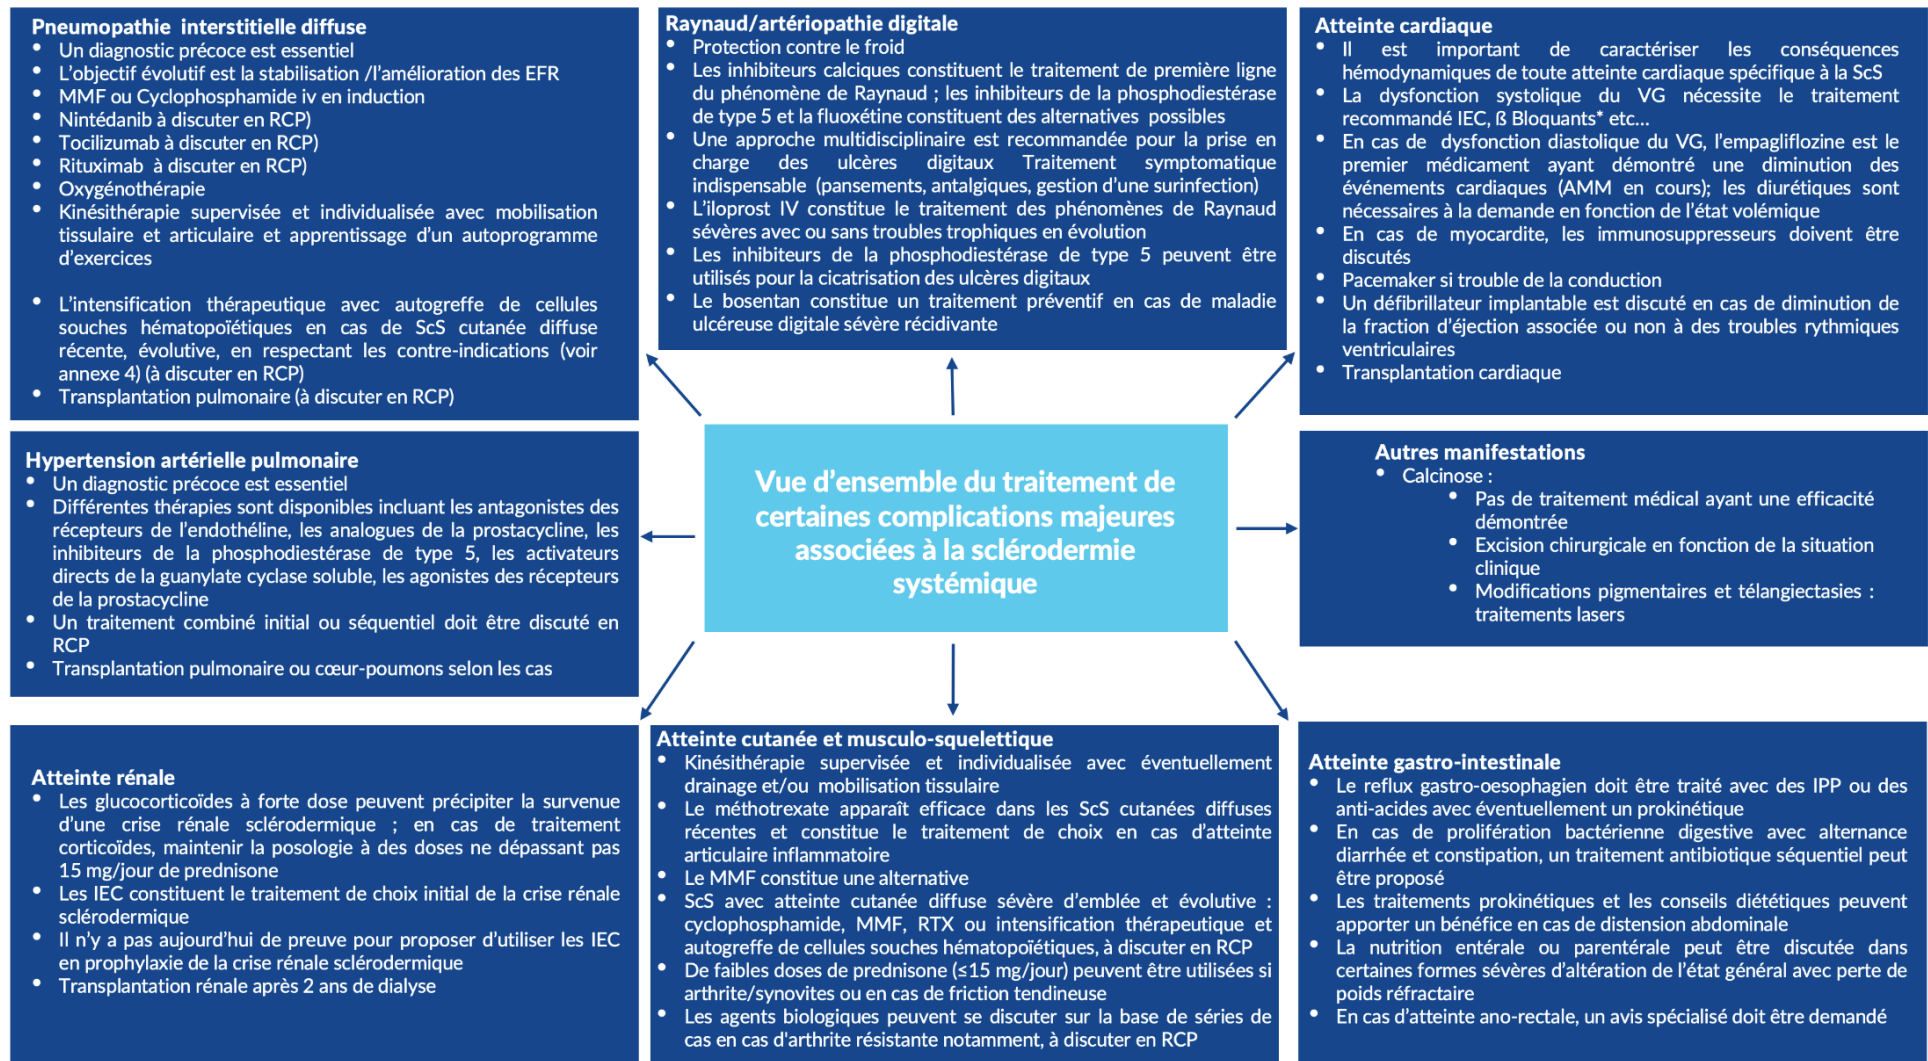 Pneumopathie interstitielle diffuse
• Un diagnostic précoce est essentiel
• L'objectif évolutif est la stabilisation /l'amélioration des EFR
• MMF ou Cyclophosphamide iv en induction
• Nintédanib à discuter en RCP)
• Tocilizumab à discuter en RCP)
• Rituximab à discuter en RCP)
• Oxygénothérapie
• Kinésithérapie supervisée et individualisée avec mobilisation
tissulaire et articulaire et apprentissage d'un autoprogramme
d'exercices
• L'intensification thérapeutique avec autogreffe de cellules
souches hématopoïétiques en cas de ScS cutanée diffuse
récente, évolutive, en respectant les contre-indications (voir
annexe 4) (à discuter en RCP)
• Transplantation pulmonaire (à discuter en RCP)
Raynaud/artériopathie digitale
• Protection contre le froid
• Les inhibiteurs calciques constituent le traitement de première ligne
du phénomène de Raynaud ; les inhibiteurs de la phosphodiestérase
de type 5 et la fluoxétine constituent des alternatives possibles
• Une approche multidisciplinaire est recommandée pour la prise en
charge des ulcères digitaux Traitement symptomatique
indispensable (pansements, antalgiques, gestion d'une surinfection)
• L'iloprost IV constitue le traitement des phénomènes de Raynaud
sévères avec ou sans troubles trophiques en évolution
• Les inhibiteurs de la phosphodiestérase de type 5 peuvent être
utilisés pour la cicatrisation des ulcères digitaux
• Le bosentan constitue un traitement préventif en cas de maladie
ulcéreuse digitale sévère récidivante
Atteinte cardiaque
• Il est important de caractériser les conséquences
hémodynamiques de toute atteinte cardiaque spécifique à la ScS
• La dysfonction systolique du VG nécessite le traitement
recommandé IEC, ß Bloquants* etc...
• En cas de dysfonction diastolique du VG, l'empagliflozine est le
premier médicament ayant démontré une diminution des
événements cardiaques (AMM en cours); les diurétiques sont
nécessaires à la demande en fonction de l'état volémique
• En cas de myocardite, les immunosuppresseurs doivent être
discutés
• Pacemaker si trouble de la conduction
• Un défibrillateur implantable est discuté en cas de diminution de
la fraction d'éjection associée ou non à des troubles rythmiques
ventriculaires
• Transplantation cardiaque
Hypertension artérielle pulmonaire
• Un diagnostic précoce est essentiel
• Différentes thérapies sont disponibles incluant les antagonistes des
récepteurs de l'endothéline, les analogues de la prostacycline, les
inhibiteurs de la phosphodiestérase de type 5, les activateurs
directs de la guanylate cyclase soluble, les agonistes des récepteurs
de la prostacycline
• Un traitement combiné initial ou séquentiel doit être discuté en
RCP
• Transplantation pulmonaire ou cœur-poumons selon les cas
Vue d'ensemble du traitement de
certaines complications majeures
associées à la sclérodermie
systémique
Autres manifestations
• Calcinose :
• Pas de traitement médical ayant une efficacité
démontrée
• Excision chirurgicale en fonction de la situation
clinique
• Modifications pigmentaires et télangiectasies :
traitements lasers
Atteinte rénale
• Les glucocorticoïdes à forte dose peuvent précipiter la survenue
d'une crise rénale sclérodermique ; en cas de traitement
corticoïdes, maintenir la posologie à des doses ne dépassant pas
15 mg/jour de prednisone
• Les IEC constituent le traitement de choix initial de la crise rénale
sclérodermique
• Il n'y a pas aujourd'hui de preuve pour proposer d'utiliser les IEC
en prophylaxie de la crise rénale sclérodermique
• Transplantation rénale après 2 ans de dialyse
Atteinte cutanée et musculo-squelettique
• Kinésithérapie supervisée et individualisée avec éventuellement
drainage et/ou mobilisation tissulaire
• Le méthotrexate apparaît efficace dans les ScS cutanées diffuses
récentes et constitue le traitement de choix en cas d'atteinte
articulaire inflammatoire
• Le MMF constitue une alternative
• ScS avec atteinte cutanée diffuse sévère d'emblée et évolutive :
cyclophosphamide, MMF, RTX ou intensification thérapeutique et
autogreffe de cellules souches hématopoïétiques, à discuter en RCP
• De faibles doses de prednisone (≤15 mg/jour) peuvent être utilisées si
arthrite/synovites ou en cas de friction tendineuse
• Les agents biologiques peuvent se discuter sur la base de séries de
cas en cas d'arthrite résistante notamment, à discuter en RCP
Atteinte gastro-intestinale
• Le reflux gastro-oesophagien doit être traité avec des IPP ou des
anti-acides avec éventuellement un prokinétique
• En cas de prolifération bactérienne digestive avec alternance
diarrhée et constipation, un traitement antibiotique séquentiel peut
être proposé
• Les traitements prokinétiques et les conseils diététiques peuvent
apporter un bénéfice en cas de distension abdominale
• La nutrition entérale ou parentérale peut être discutée dans
certaines formes sévères d'altération de l'état général avec perte de
poids réfractaire
• En cas d'atteinte ano-rectale, un avis spécialisé doit être demandé